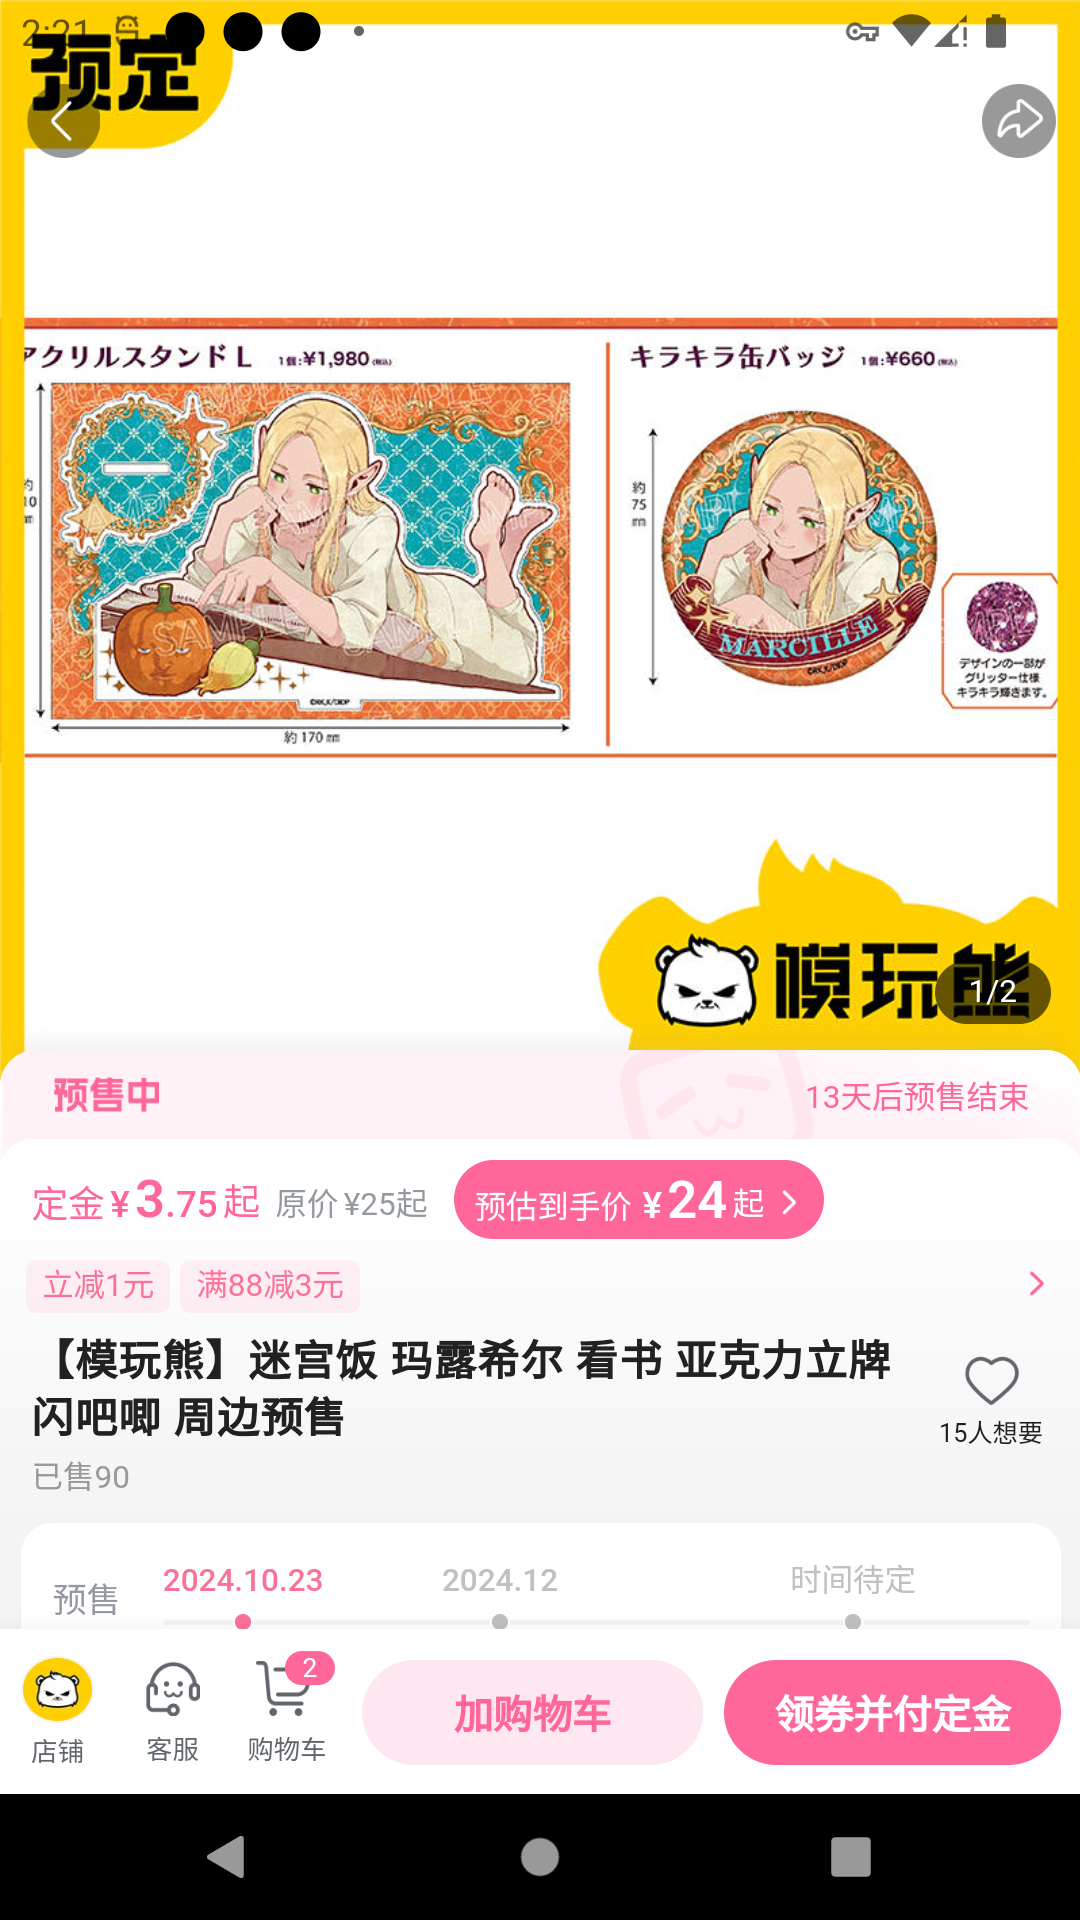 2:21
预定
アクリルスタンドL 1個:¥1,980(税込)
キラキラ缶バッジ 1個:¥660(税込)
約
75
mm
SAMPLE
MARCILLE
デザインの一部が
グリッター仕様
キラキラ輝きます。
約170mm
模玩熊
1/2
预售中
13天后预售结束
定金¥3.75起 原价¥25起 预估到手价 ¥24起
立减1元 满88减3元
【模玩熊】迷宫饭 玛露希尔 看书 亚克力立牌
闪吧唧 周边预售
15人想要
已售90
预售
2024.10.23
2024.12
时间待定
店铺
客服
2
购物车
加购物车
领券并付定金